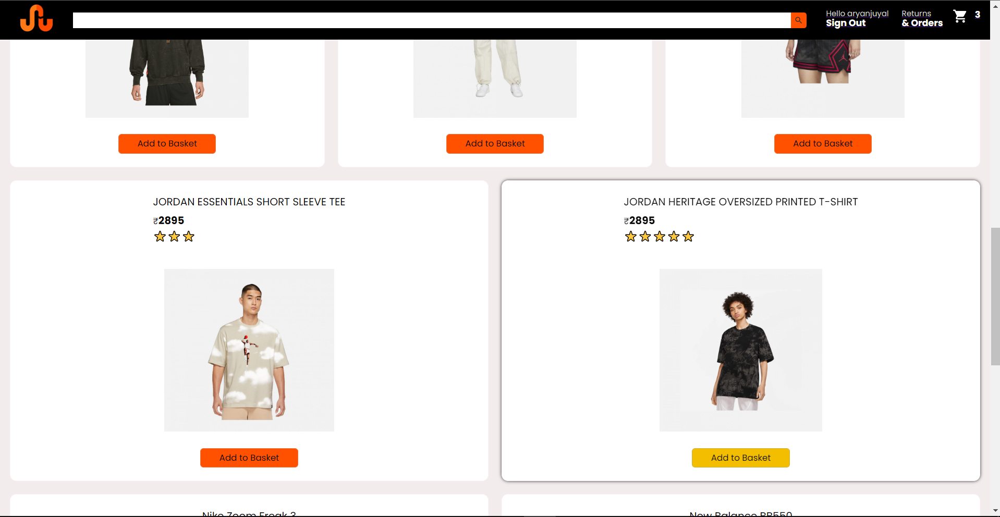 Hello aryanjuyal
Sign Out
Returns
& Orders
3
Add to Basket
Add to Basket
Add to Basket
JORDAN ESSENTIALS SHORT SLEEVE TEE
₹2895
Add to Basket
JORDAN HERITAGE OVERSIZED PRINTED T-SHIRT
₹2895
Add to Basket
Nike Zoom Freak 3
New Balance BB550